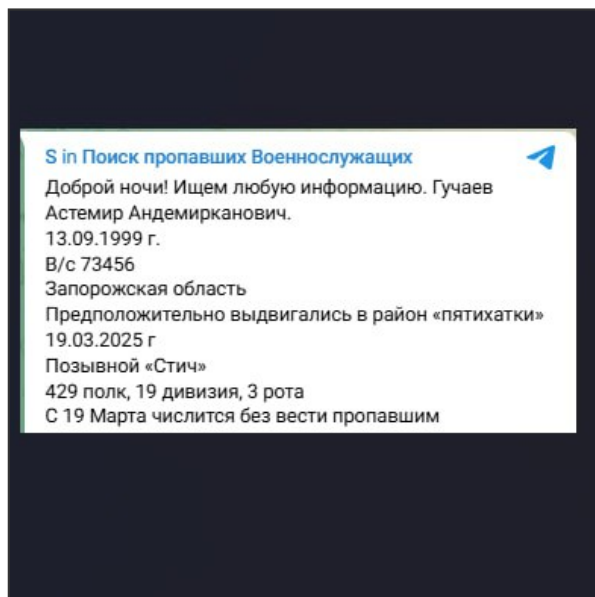 S in Поиск пропавших Военнослужащих
Доброй ночи! Ищем любую информацию. Гучаев
Астемир Андемирканович.
13.09.1999 г.
В/с 73456
Запорожская область
Предположительно выдвигались в район «пятихатки»
19.03.2025 г
Позывной «Стич»
429 полк, 19 дивизия, 3 рота
С 19 Марта числится без вести пропавшим